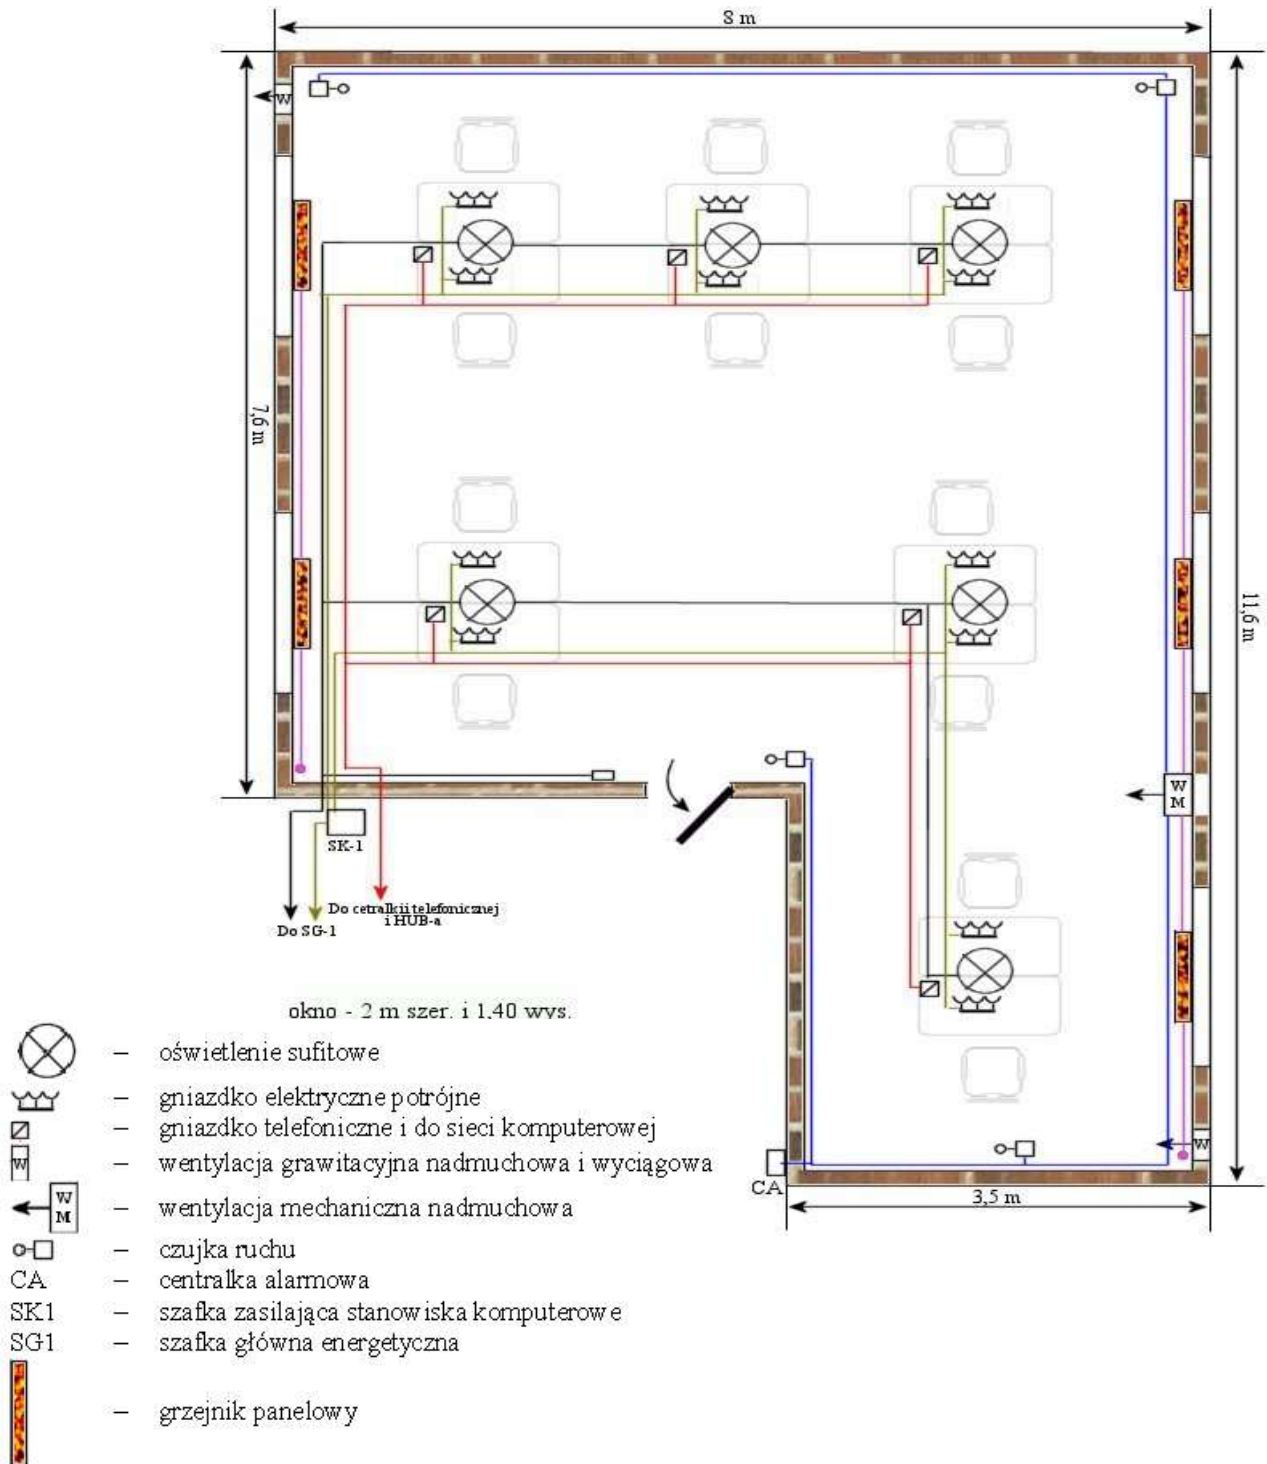 8 m
W
7,6 m
11,6 m
W
M
SK-1
Do cetralkii telefonicznej
i HUB-a
Do SG-1
W
CA
3,5 m
okno - 2 m szer. i 1.40 wys.
– oświetlenie sufitowe
– gniazdko elektryczne potrójne
– gniazdko telefoniczne i do sieci komputerowej
W – wentylacja grawitacyjna nadmuchowa i wyciągowa
W
M – wentylacja mechaniczna nadmuchowa
– czujka ruchu
CA – centralka alarmowa
SK1 – szafka zasilająca stanowiska komputerowe
SG1 – szafka główna energetyczna
– grzejnik panelowy